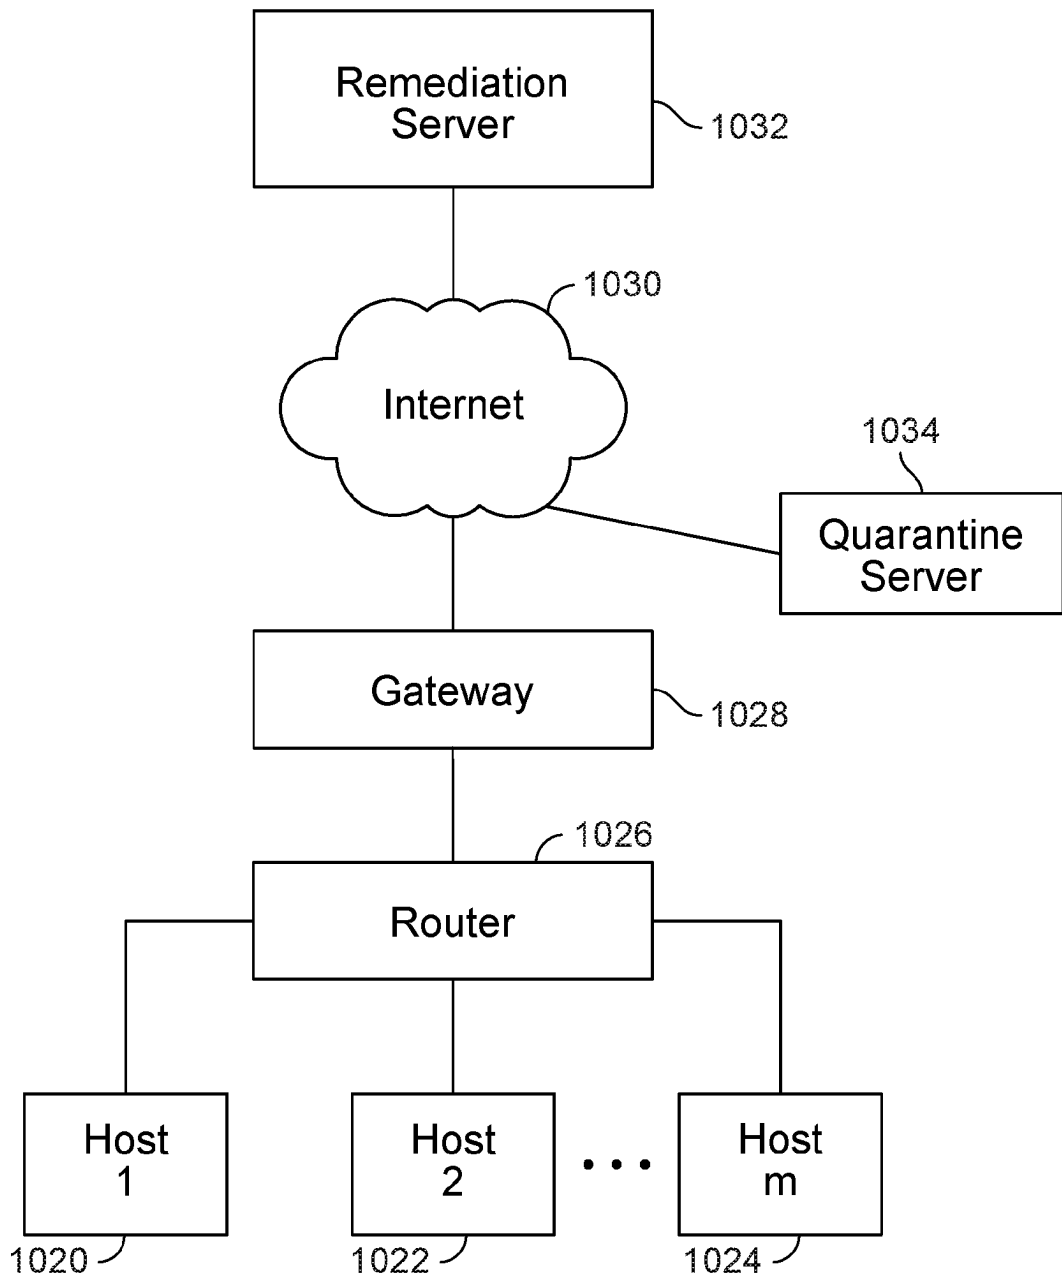 Remediation
Server
1032
1030
Internet
1034
Quarantine
Server
Gateway
1028
1026
Router
Host
1
Host
2
• • •
Host
m
1020
1022
1024